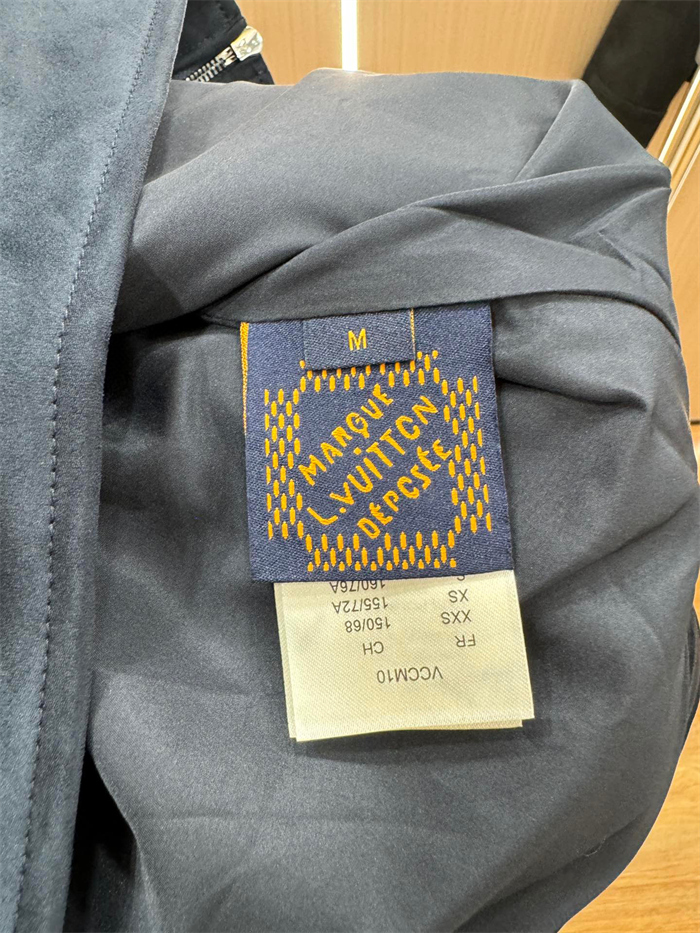 M
MARQUE
L.VUITTON
DÉPOSÉE
VCCM10
FR CH
XXS 150/68
XS 155/72A
S 160/76A